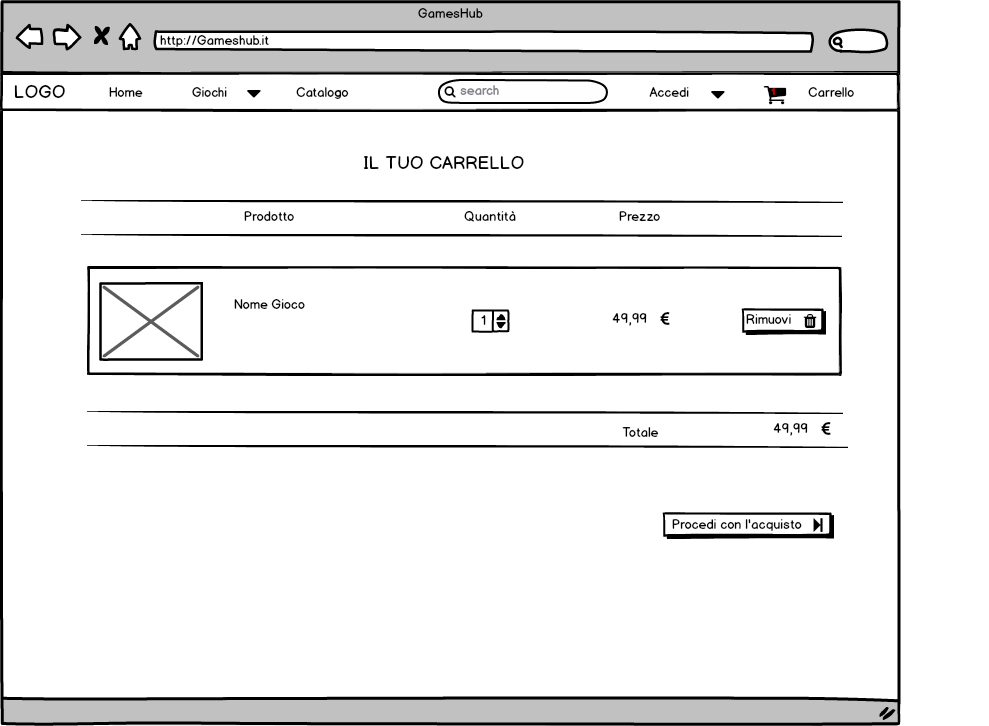 GamesHub
http://Gameshub.it
LOGO Home Giochi Catalogo search Accedi 1 Carrello
IL TUO CARRELLO
Prodotto Quantità Prezzo
Nome Gioco
1 49,99 € Rimuovi
Totale 49,99 €
Procedi con l'acquisto